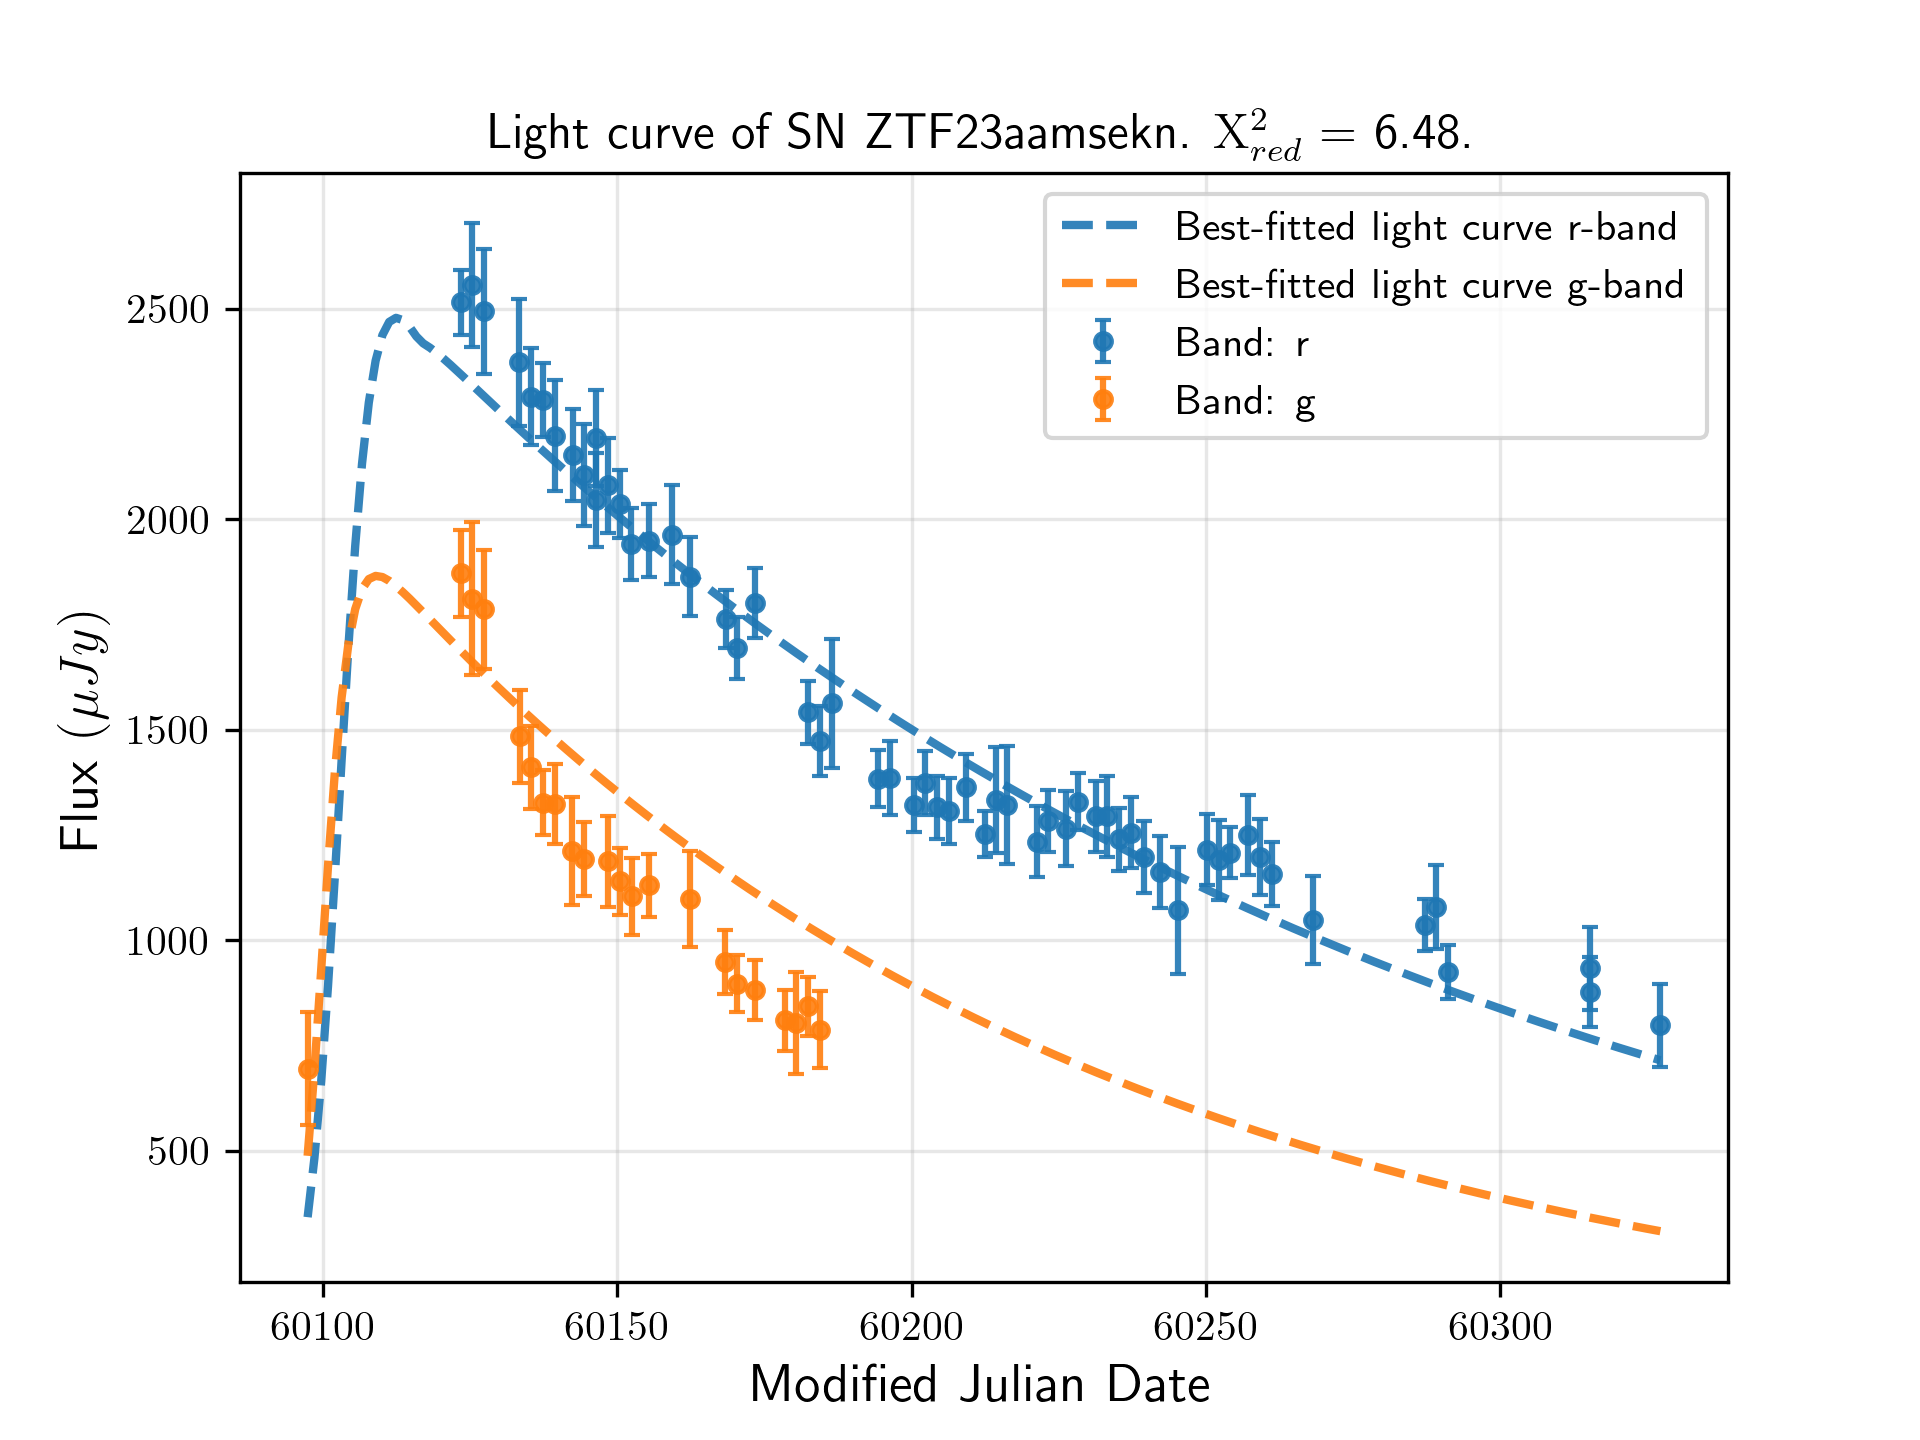 Light curve of SN ZTF23aamsekn. X²red = 6.48.
Best-fitted light curve r-band
Best-fitted light curve g-band
Band: r
Band: g
Flux (μJy)
2500
2000
1500
1000
500
60100 60150 60200 60250 60300
Modified Julian Date